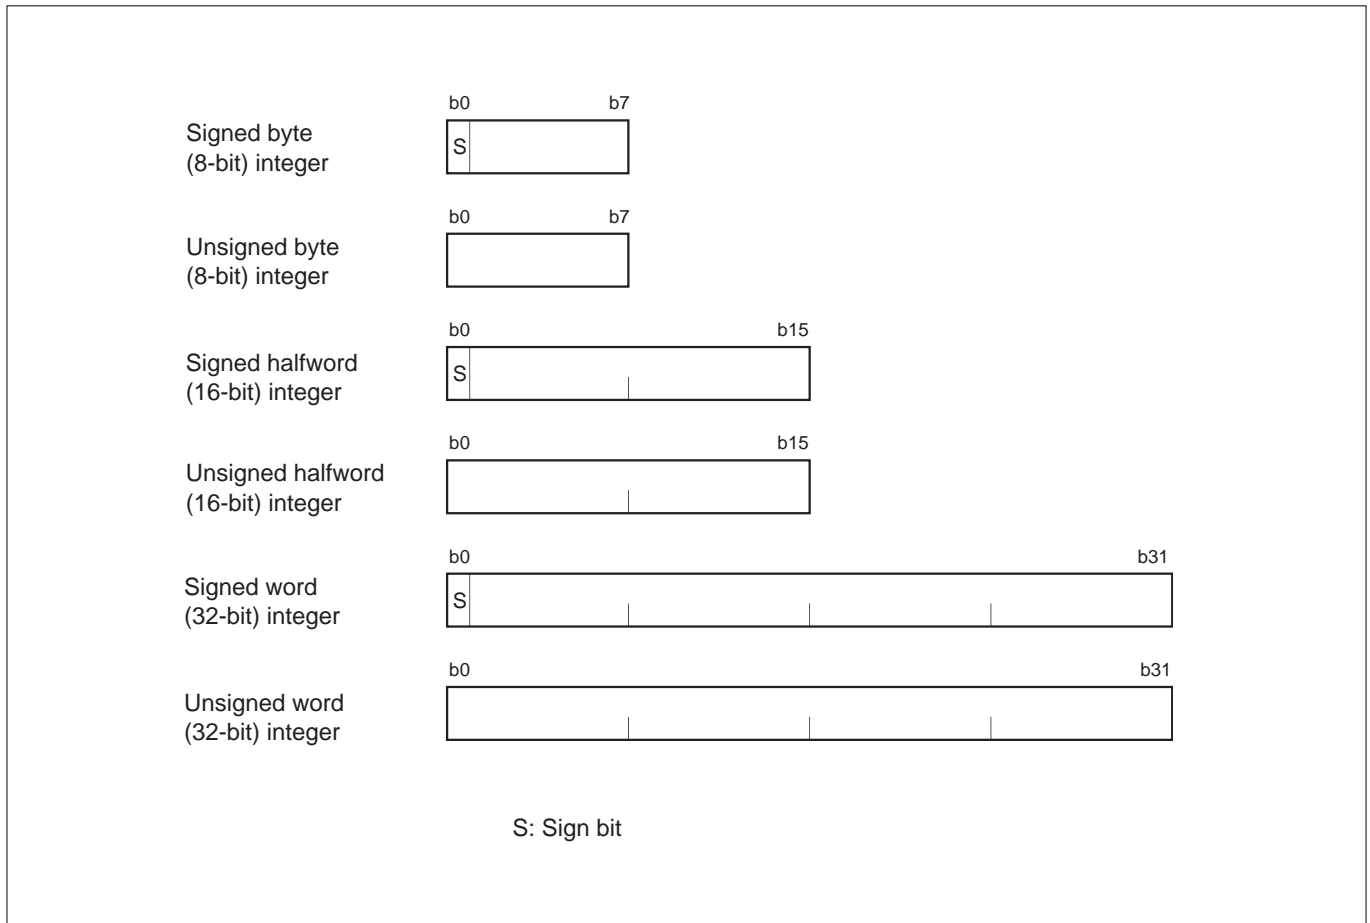 b0 b7
Signed byte
(8-bit) integer
S
b0 b7
Unsigned byte
(8-bit) integer
b0 b15
Signed halfword
(16-bit) integer
S
b0 b15
Unsigned halfword
(16-bit) integer
b0 b31
Signed word
(32-bit) integer
S
b0 b31
Unsigned word
(32-bit) integer
S: Sign bit